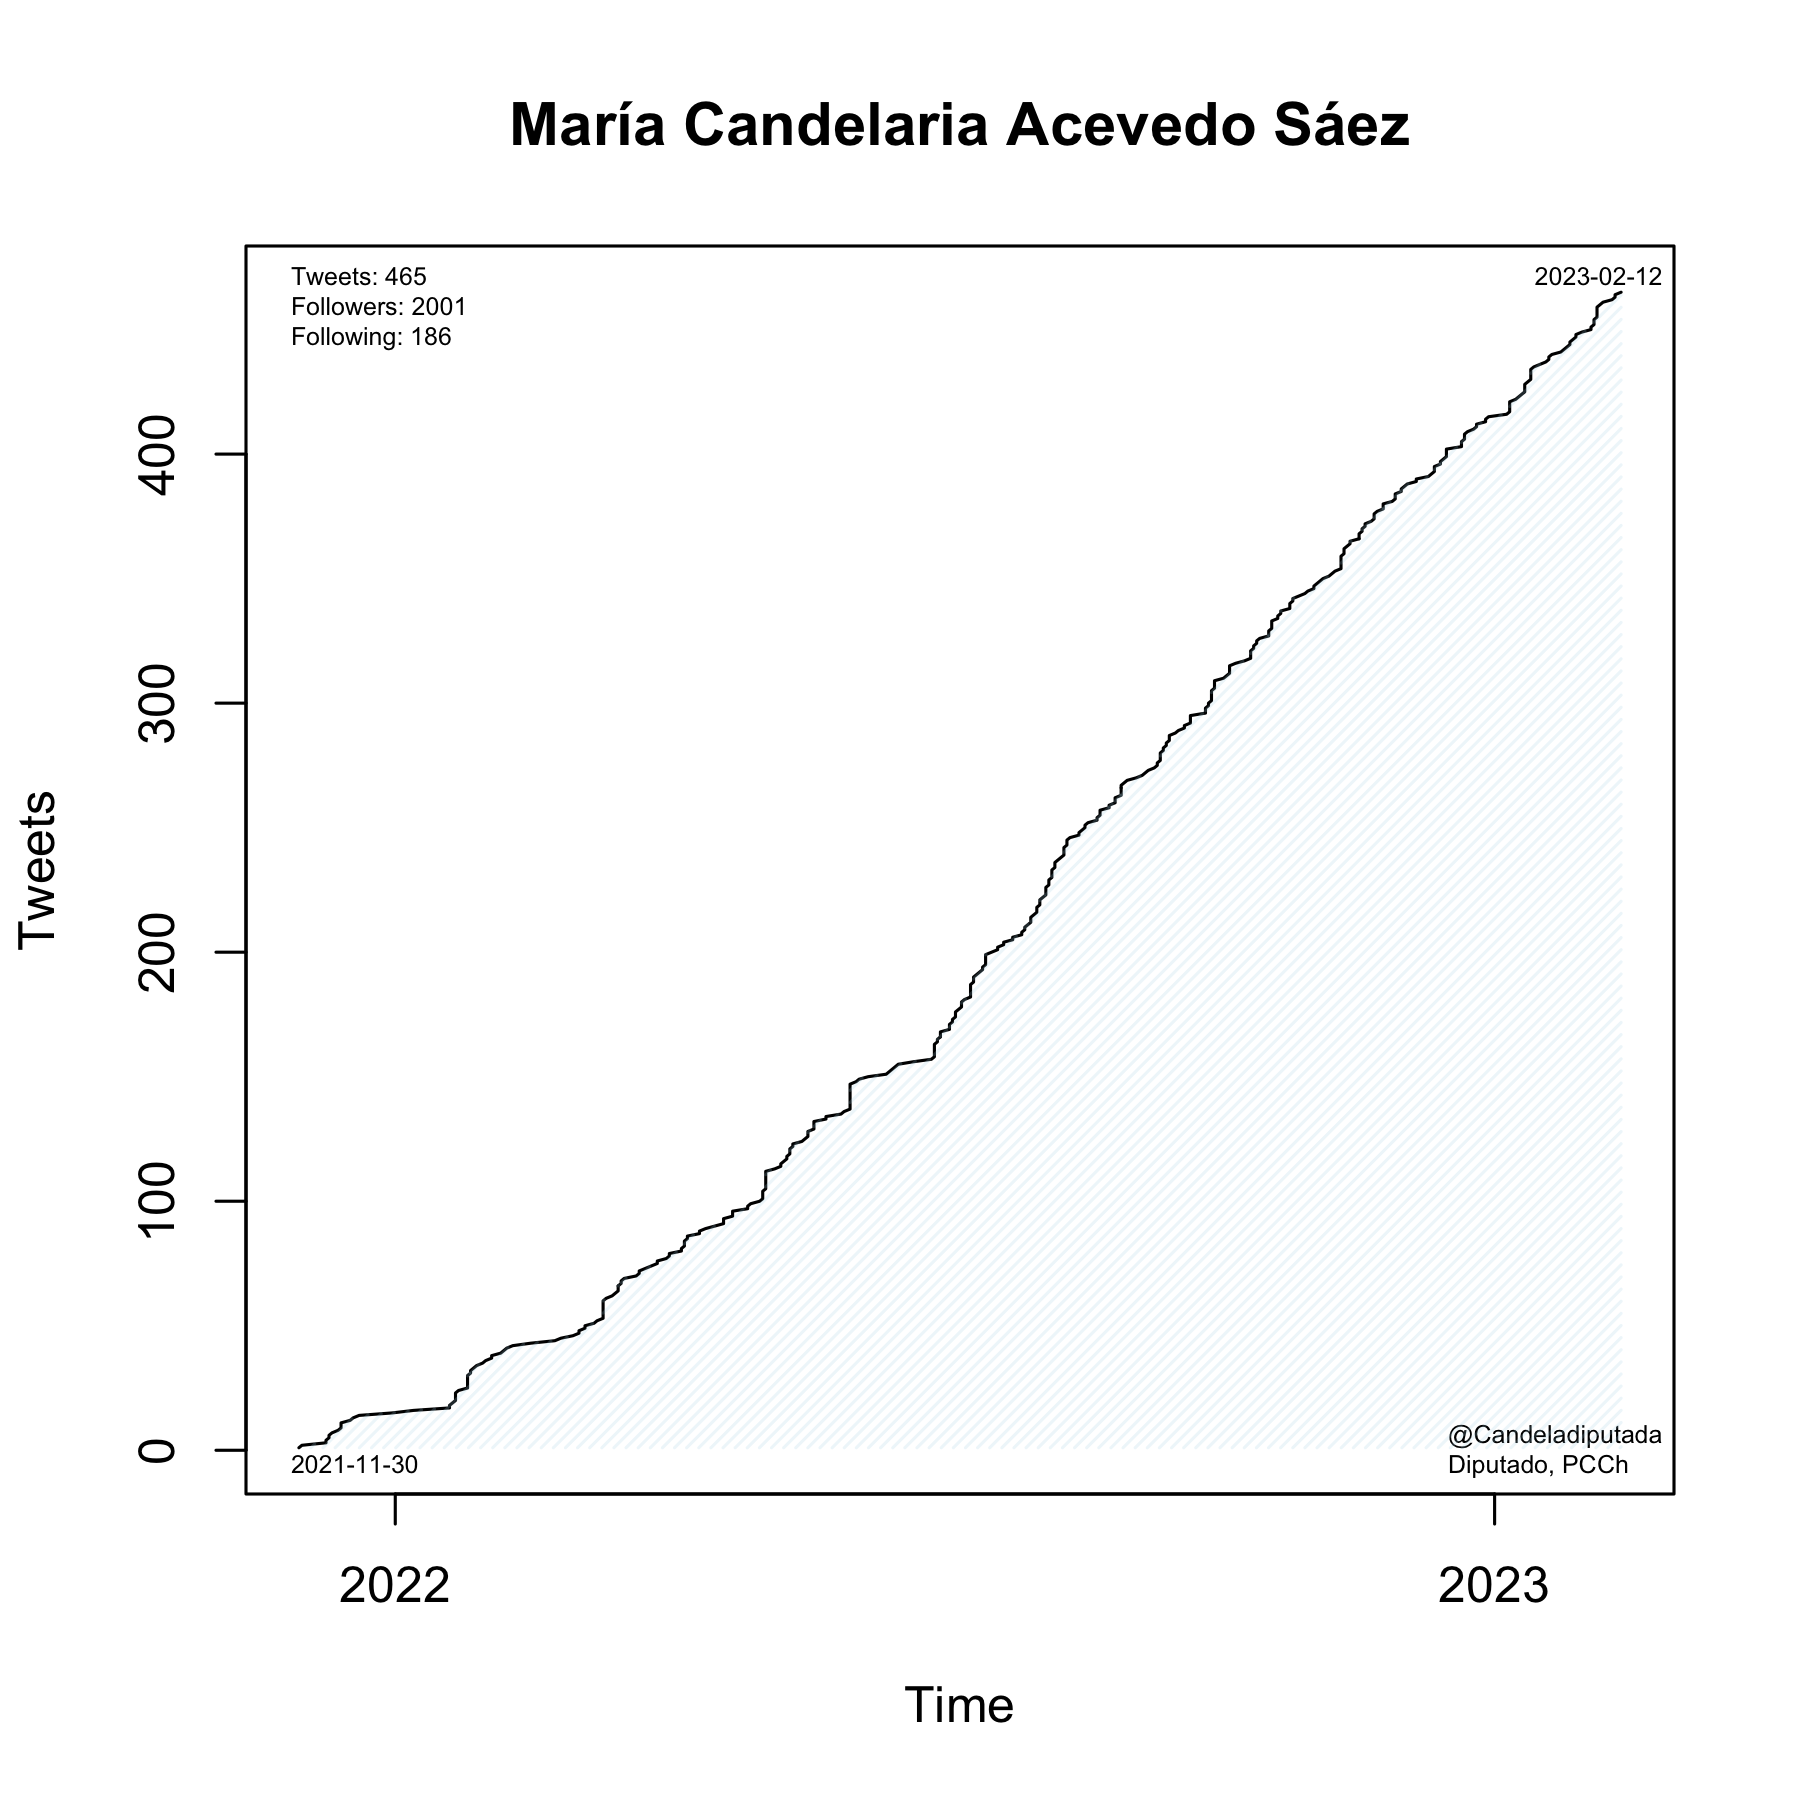 María Candelaria Acevedo Sáez
Tweets: 465
Followers: 2001
Following: 186
2023-02-12
Tweets
400
300
200
100
0
2021-11-30
@Candeladiputada
Diputado, PCCh
2022
2023
Time